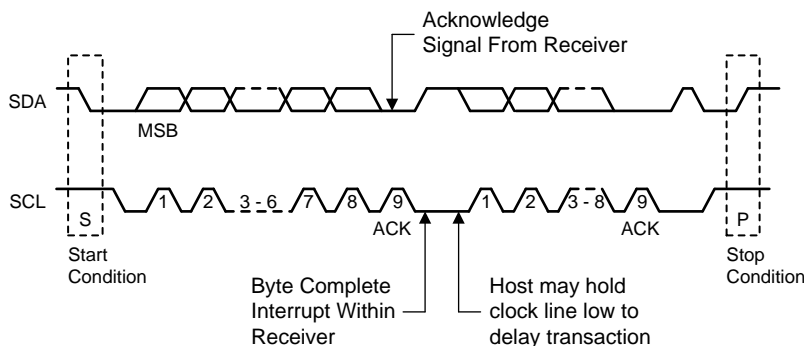 Acknowledge
Signal From Receiver
SDA
MSB
SCL
S
1
2
3 - 6
7
8
9
ACK
1
2
3 - 8
9
ACK
P
Start
Condition
Stop
Condition
Byte Complete
Interrupt Within
Receiver
Host may hold
clock line low to
delay transaction